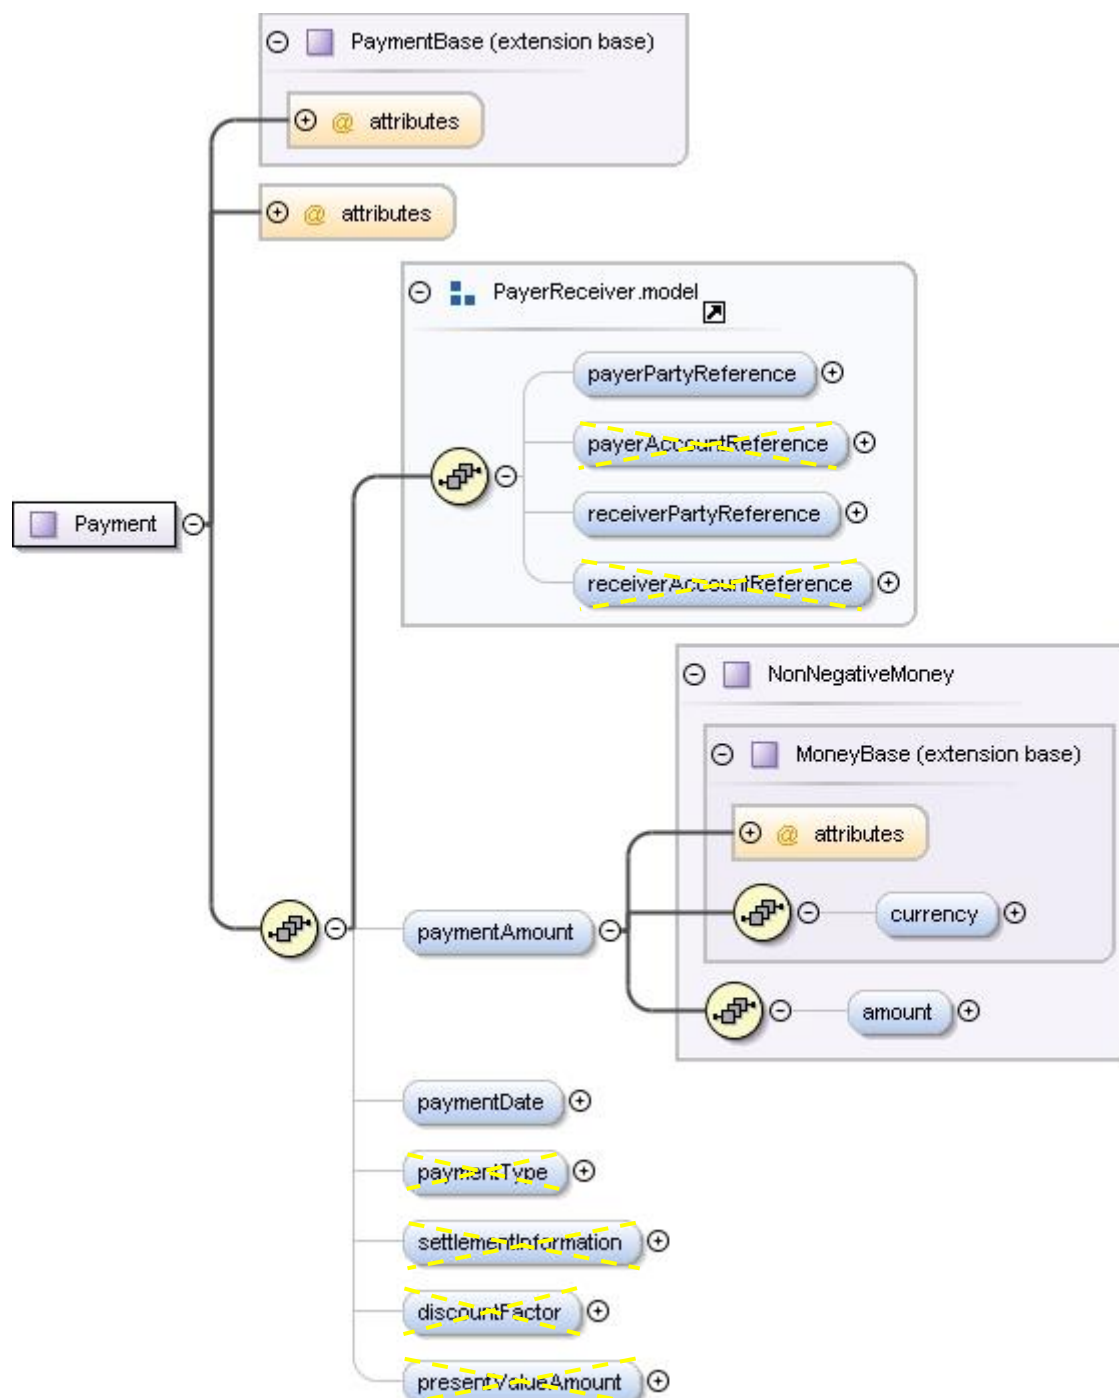 PaymentBase (extension base)
@ attributes
@ attributes
PayerReceiver.model
payerPartyReference
payerAccountReference
receiverPartyReference
receiverAccountReference
Payment
NonNegativeMoney
MoneyBase (extension base)
@ attributes
currency
paymentAmount
amount
paymentDate
paymentType
settlementInformation
discountFactor
presentValueAmount